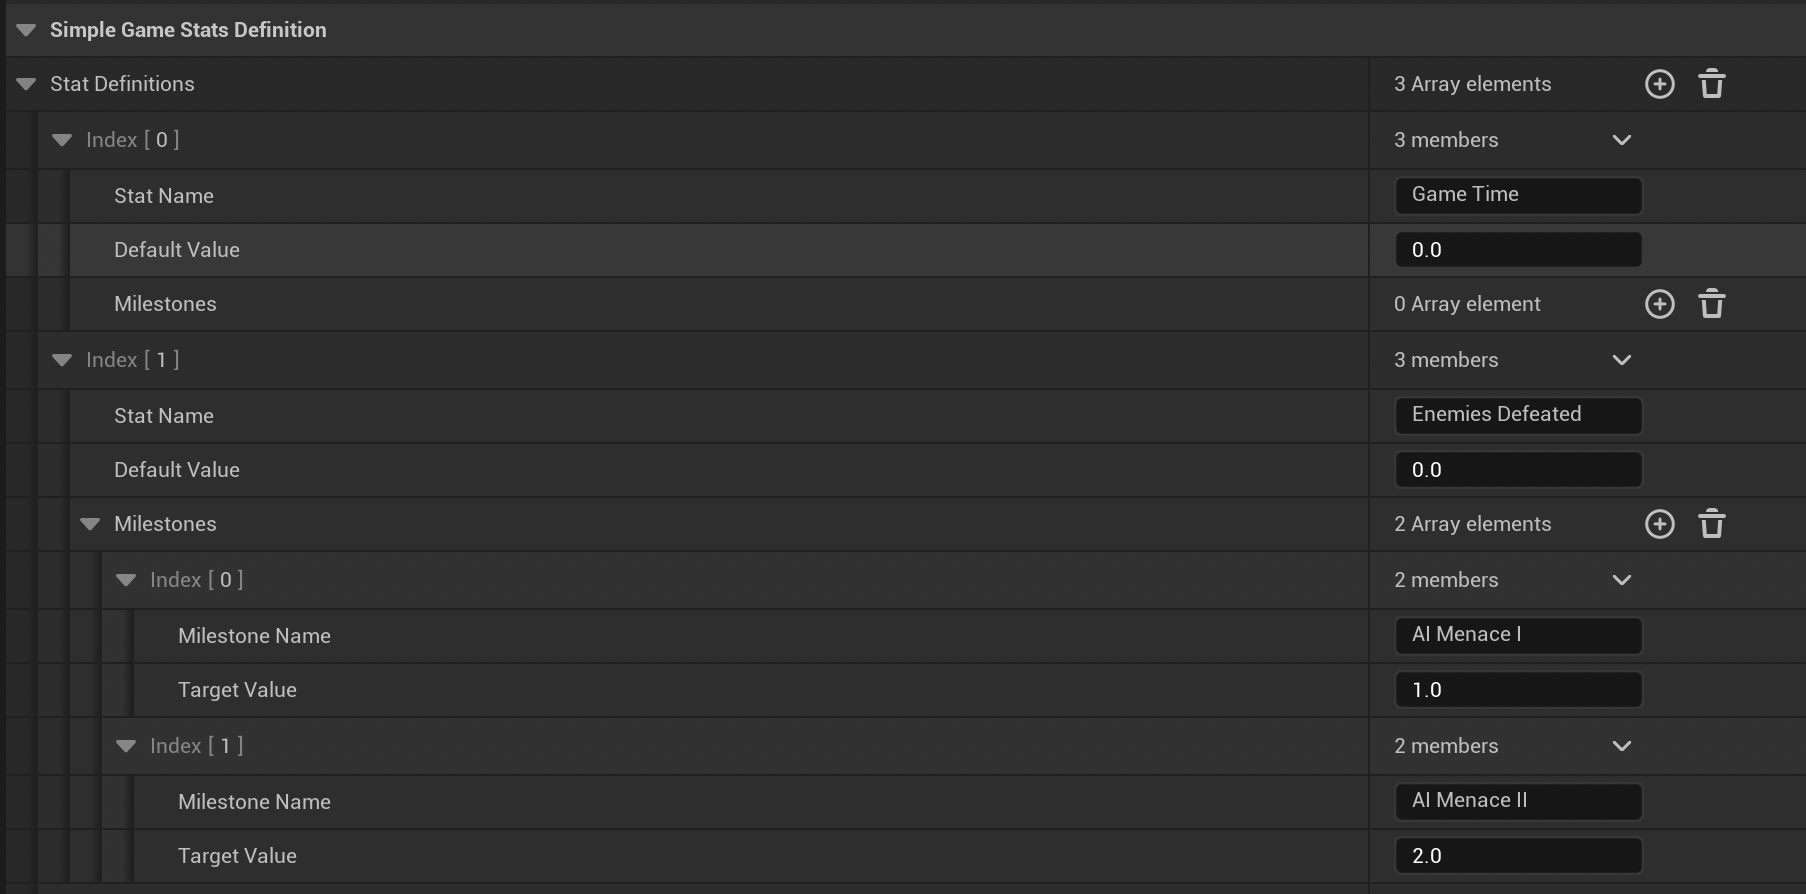 Simple Game Stats Definition
Stat Definitions 3 Array elements
Index [ 0 ] 3 members
Stat Name Game Time
Default Value 0.0
Milestones 0 Array element
Index [ 1 ] 3 members
Stat Name Enemies Defeated
Default Value 0.0
Milestones 2 Array elements
Index [ 0 ] 2 members
Milestone Name AI Menace I
Target Value 1.0
Index [ 1 ] 2 members
Milestone Name AI Menace II
Target Value 2.0